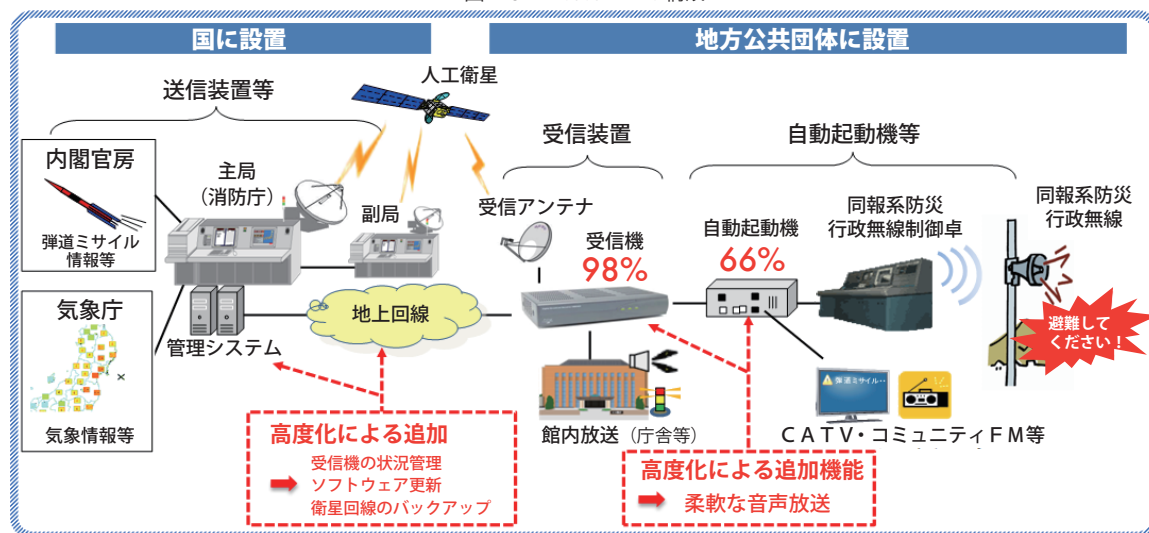 国に設置
地方公共団体に設置
人工衛星
送信装置等
受信装置
自動起動機等
内閣官房
弾道ミサイル
情報等
主局
(消防庁)
副局
受信アンテナ
受信機
98%
自動起動機
66%
同報系防災
行政無線制御卓
同報系防災
行政無線
避難して
ください！
気象庁
気象情報等
管理システム
地上回線
館内放送（庁舎等）
弾道ミサイル・・
ＣＡＴＶ・コミュニティＦＭ等
高度化による追加
受信機の状況管理
ソフトウェア更新
衛星回線のバックアップ
高度化による追加機能
柔軟な音声放送